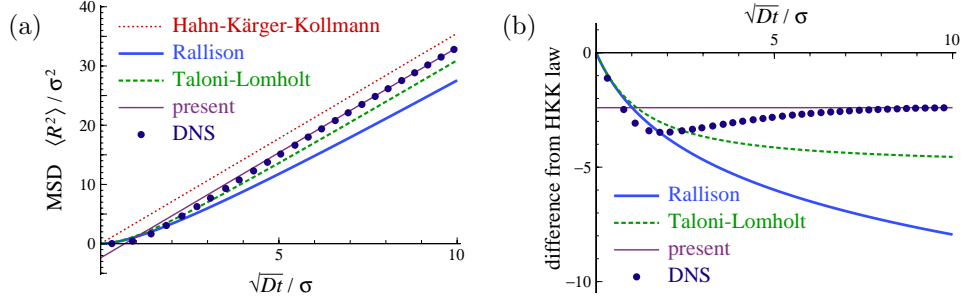 (a)
Hahn-Kärger-Kollmann
Rallison
Taloni-Lomholt
present
DNS
MSD ⟨R²⟩ / σ²
40
30
20
10
0
5
10
√Dt / σ
(b)
√Dt / σ
5
10
0
−5
−10
difference from HKK law
Rallison
Taloni-Lomholt
present
DNS